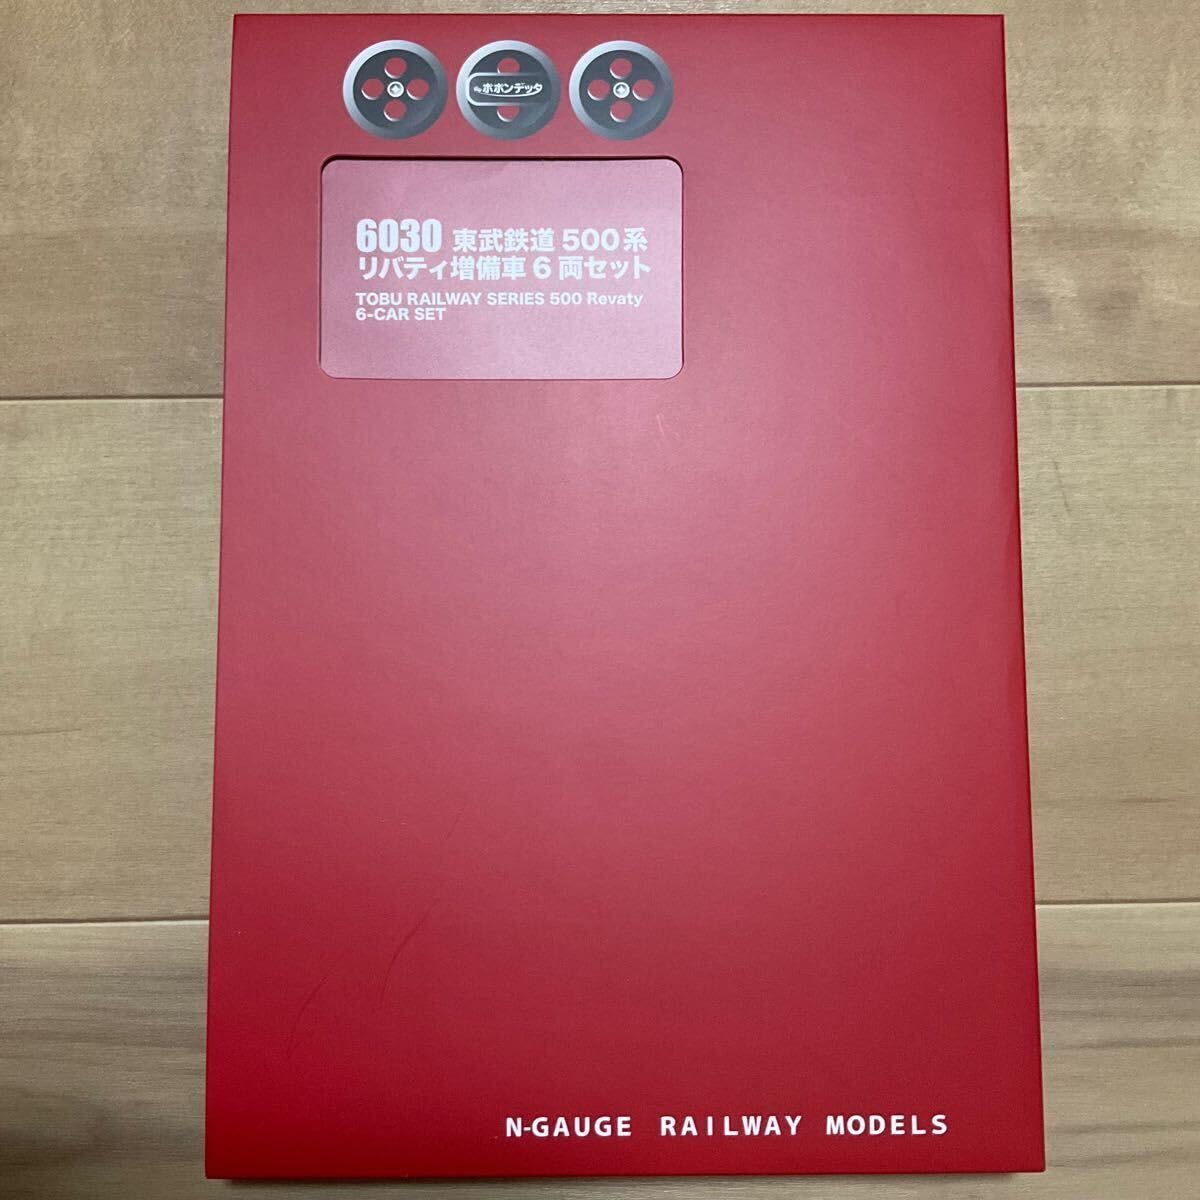 ポポンデッタ
6030 東武鉄道 500系
リバティ増備車 6 両セット
TOBU RAILWAY SERIES 500 Revaty
6-CAR SET
N-GAUGE RAILWAY MODELS